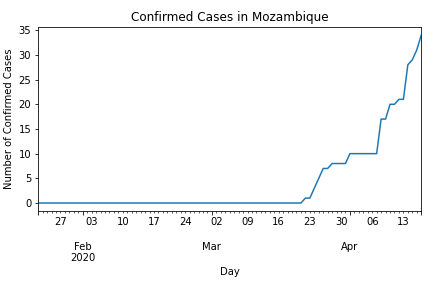 Confirmed Cases in Mozambique
Number of Confirmed Cases
35
30
25
20
15
10
5
0
27 03 10 17 24 02 09 16 23 30 06 13
Feb Mar Apr
2020
Day